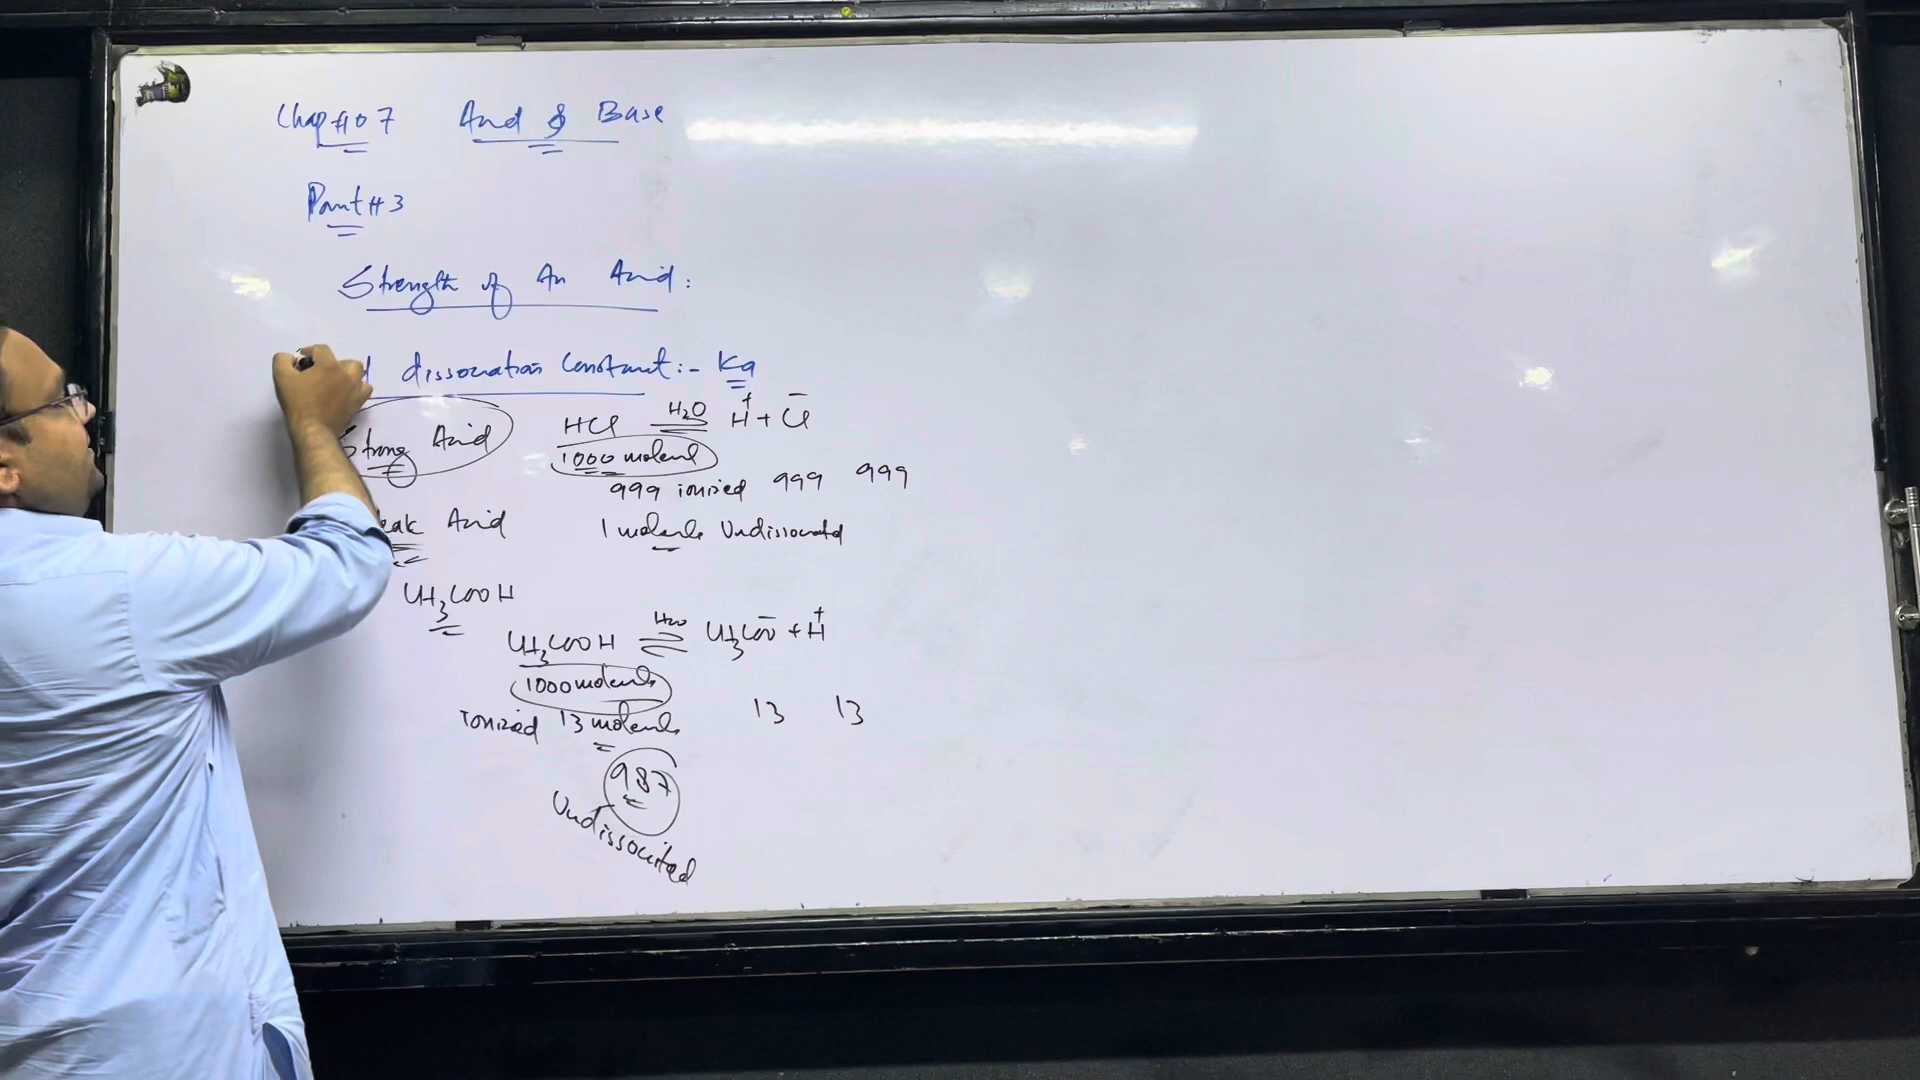 Chap # 07 Acid & Base
Part # 3
Strength of An Acid:
d dissociation Constant:- Ka
Strong Acid HCl ⇌ H2O H+ + Cl-
1000 molecul
999 ionized 999 999
eak Acid 1 molecule Undissociated
CH3COOH
CH3COOH ⇌ H2O CH3COO- + H+
1000 molecule
Ionized 13 molecule 13 13
987
Undissocited